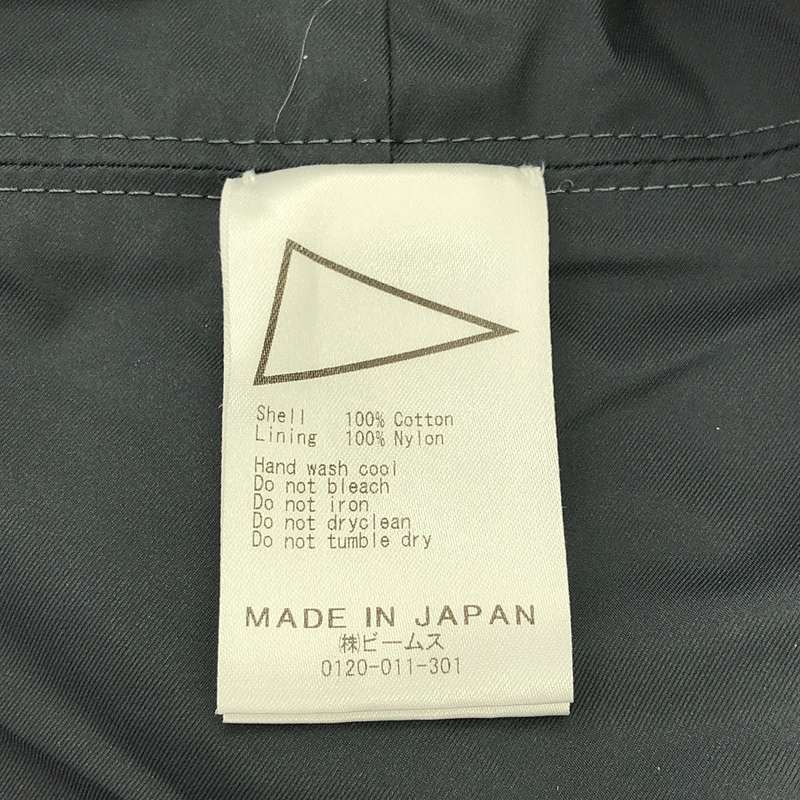 Shell 100% Cotton
Lining 100% Nylon
Hand wash cool
Do not bleach
Do not iron
Do not dryclean
Do not tumble dry
MADE IN JAPAN
㈱ビームス
0120-011-301